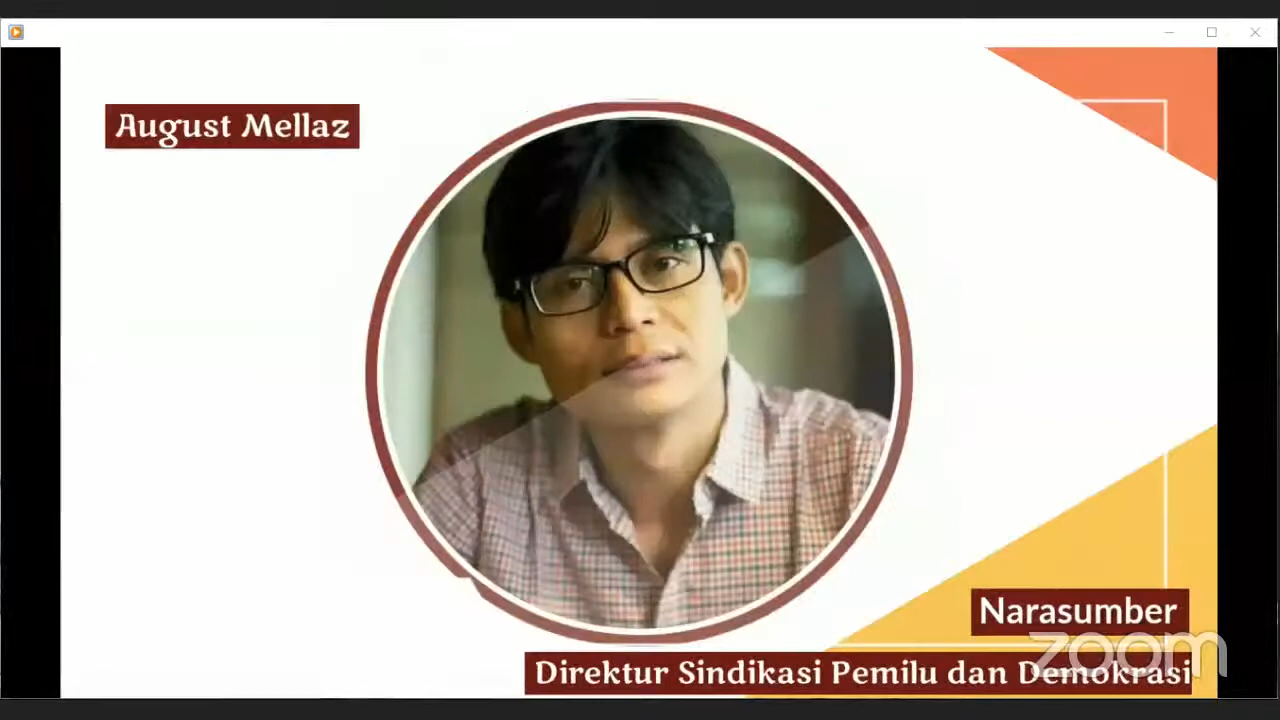 August Mellaz
Narasumber
zoom
Direktur Sindikasi Pemilu dan Demokrasi